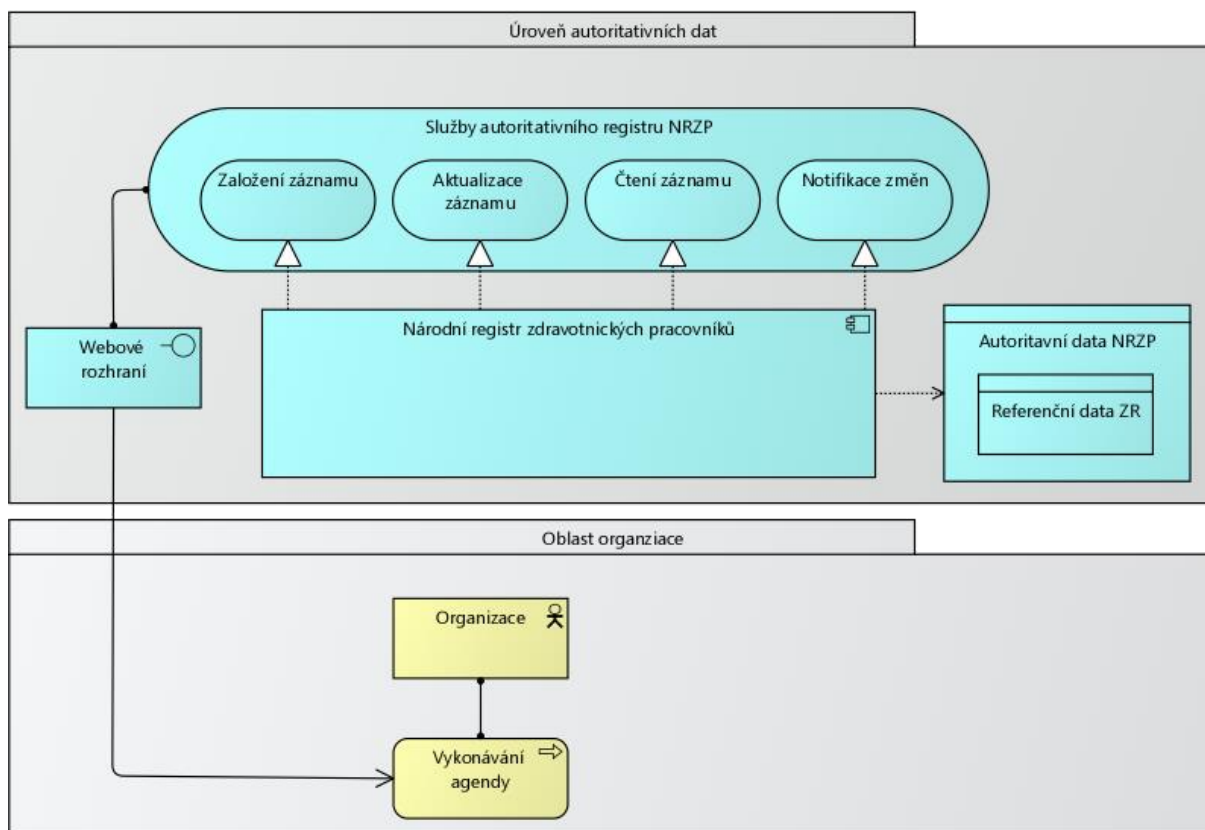 Úroveň autoritativních dat
Služby autoritativního registru NRZP
Založení záznamu
Aktualizace
záznamu
Čtení záznamu
Notifikace změn
Národní registr zdravotnických pracovníků
Webové
rozhraní
Autoritavní data NRZP
Referenční data ZR
Oblast organziace
Organizace
Vykonávání
agendy